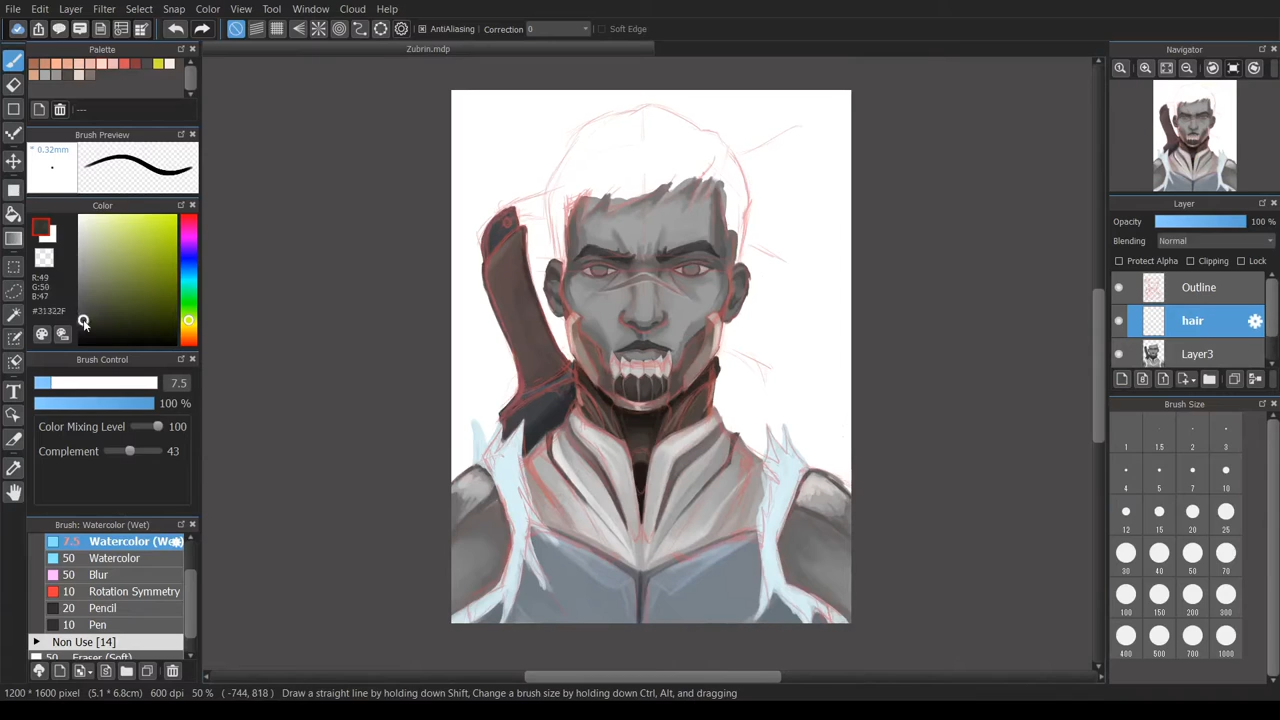 File Edit Layer Filter Select Snap Color View Tool Window Cloud Help
AntiAliasing Correction 0 Soft Edge
Palette
Zubrin.mdp
Navigator
---
Brush Preview
* 0.32mm
Color
R:49
G:50
B:47
#31322F
Layer
Opacity 100 %
Blending Normal
Protect Alpha Clipping Lock
Outline
hair
Layer3
Brush Control
7.5
100 %
Color Mixing Level 100
Complement 43
Brush Size
1 1.5 2 3
4 5 7 10
12 15 20 25
30 40 50 70
100 150 200 300
400 500 700 1000
Brush: Watercolor (Wet)
7.5 Watercolor (We
50 Watercolor
50 Blur
10 Rotation Symmetry
20 Pencil
10 Pen
Non Use [14]
50 Eraser (Soft)
1200 * 1600 pixel (5.1 * 6.8cm) 600 dpi 50 % ( -744, 818 ) Draw a straight line by holding down Shift, Change a brush size by holding down Ctrl, Alt, and dragging